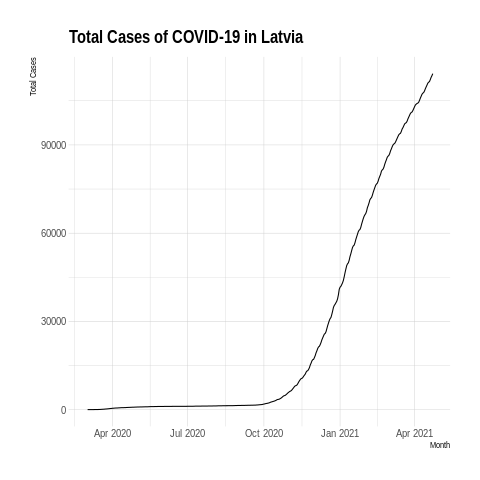 Total Cases of COVID-19 in Latvia
Total Cases
90000
60000
30000
0
Apr 2020 Jul 2020 Oct 2020 Jan 2021 Apr 2021
Month